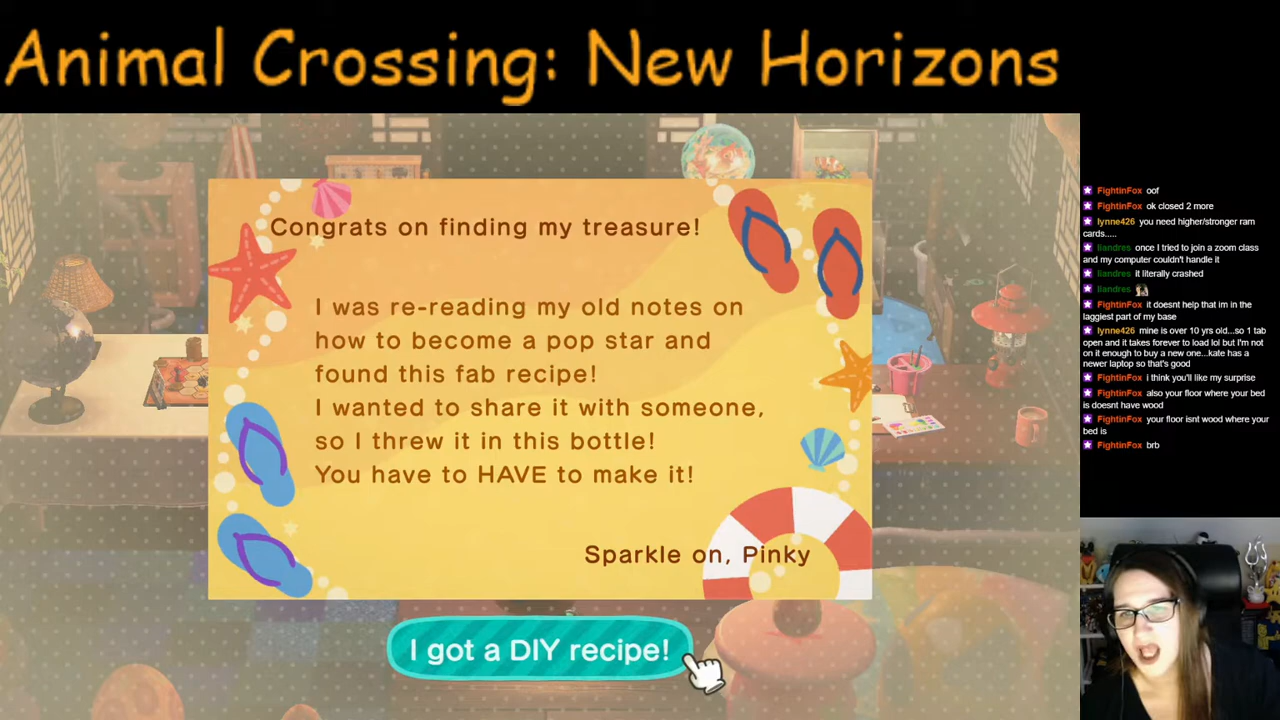 Animal Crossing: New Horizons
Congrats on finding my treasure!
I was re-reading my old notes on
how to become a pop star and
found this fab recipe!
I wanted to share it with someone,
so I threw it in this bottle!
You have to HAVE to make it!
Sparkle on, Pinky
I got a DIY recipe!
FightinFox oof
FightinFox ok closed 2 more
lynne426 you need higher/stronger ram
cards.....
liandres once I tried to join a zoom class
and my computer couldn't handle it
liandres it literally crashed
liandres
FightinFox it doesnt help that im in the
laggiest part of my base
lynne426 mine is over 10 yrs old...so 1 tab
open and it takes forever to load lol but I'm not
on it enough to buy a new one...kate has a
newer laptop so that's good
FightinFox i think you'll like my surprise
FightinFox also your floor where your bed
is doesnt have wood
FightinFox your floor isnt wood where your
bed is
FightinFox brb